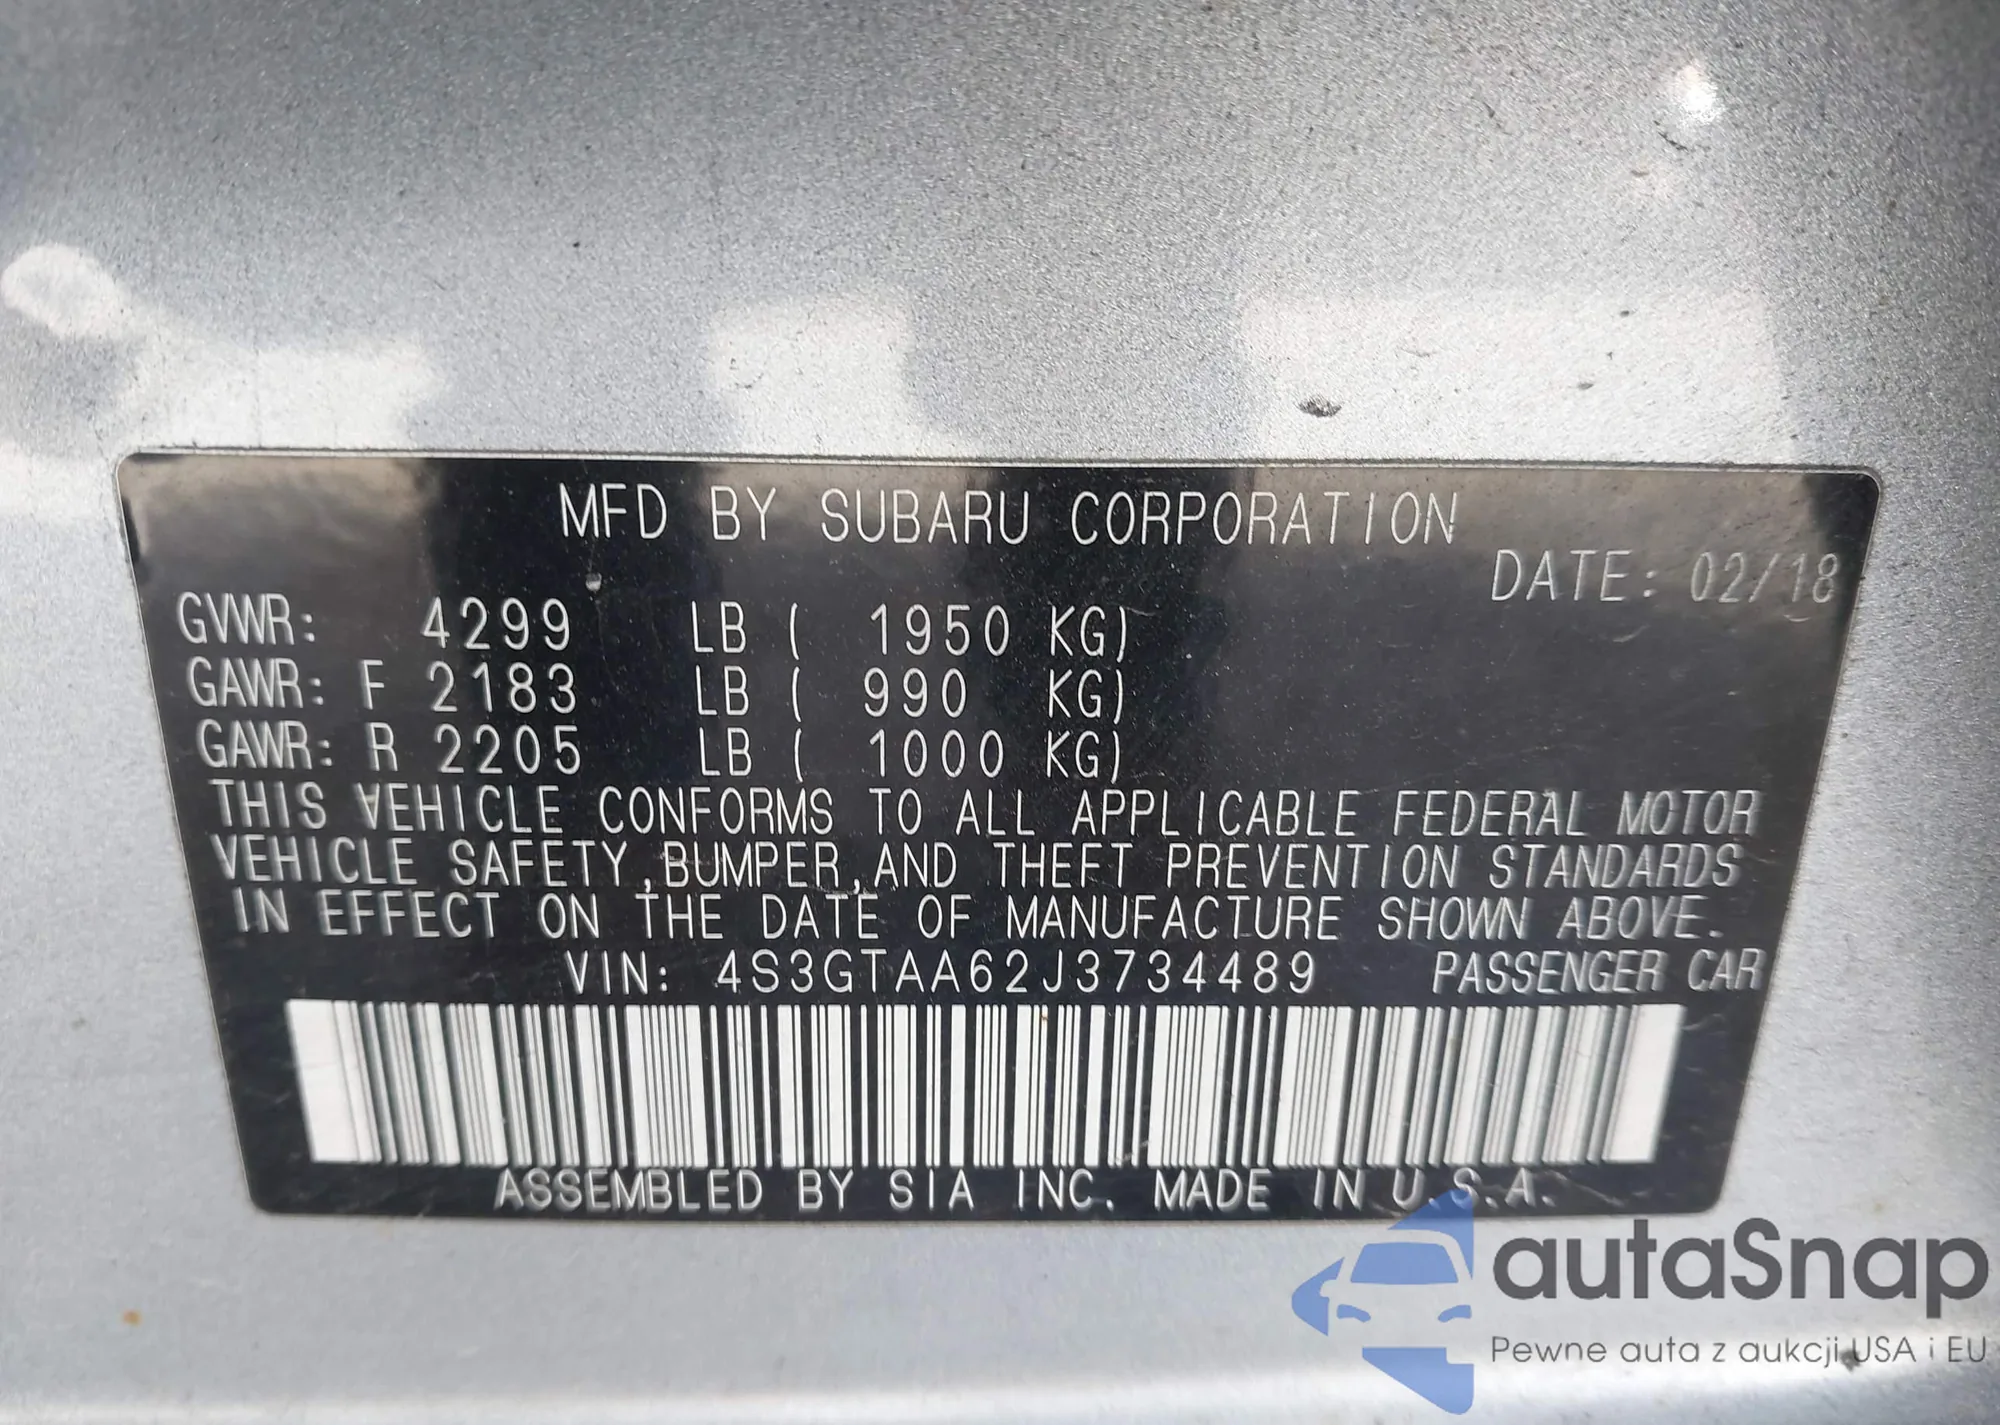 MFD BY SUBARU CORPORATION
DATE: 02/18
GVWR: 4299 LB ( 1950 KG)
GAWR: F 2183 LB ( 990 KG)
GAWR: R 2205 LB ( 1000 KG)
THIS VEHICLE CONFORMS TO ALL APPLICABLE FEDERAL MOTOR
VEHICLE SAFETY,BUMPER,AND THEFT PREVENTION STANDARDS
IN EFFECT ON THE DATE OF MANUFACTURE SHOWN ABOVE.
VIN: 4S3GTAA62J3734489 PASSENGER CAR
ASSEMBLED BY SIA INC. MADE IN U.S.A.
autaSnap
Pewne auta z aukcji USA i EU